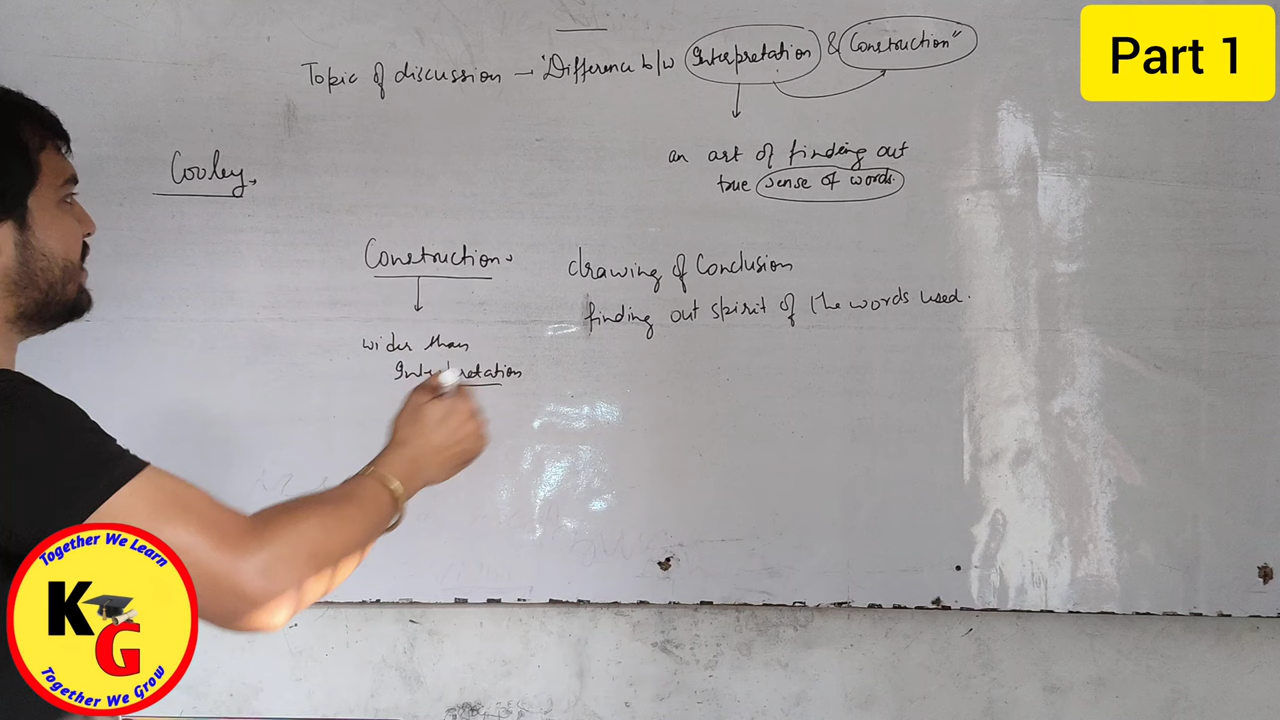 Part 1
Topic of discussion → 'Difference b/w Interpretation & Construction"
an art of finding out
true sense of words.
Cooley,
Construction. drawing of Conclusion
finding out spirit of the words used.
wider than
Interpretation
Together We Learn
KG
Together We Grow